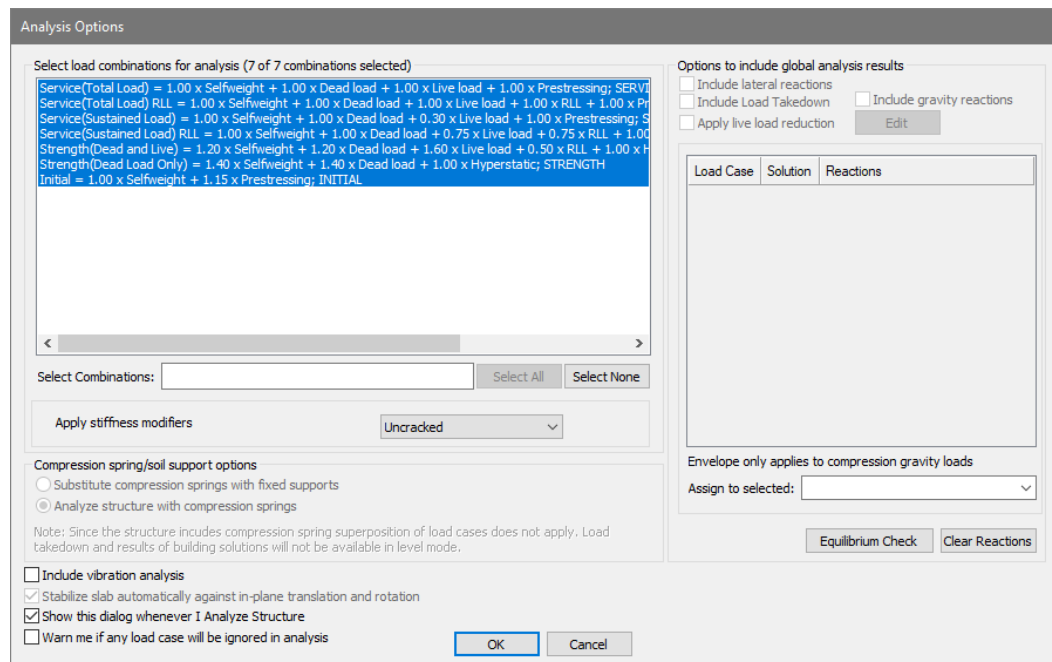 Analysis Options
Select load combinations for analysis (7 of 7 combinations selected)
Service(Total Load) = 1.00 x Selfweight + 1.00 x Dead load + 1.00 x Live load + 1.00 x Prestressing; SERVI
Service(Total Load) RLL = 1.00 x Selfweight + 1.00 x Dead load + 1.00 x Live load + 1.00 x RLL + 1.00 x Pr
Service(Sustained Load) = 1.00 x Selfweight + 1.00 x Dead load + 0.30 x Live load + 1.00 x Prestressing; S
Service(Sustained Load) RLL = 1.00 x Selfweight + 1.00 x Dead load + 0.75 x Live load + 0.75 x RLL + 1.00
Strength(Dead and Live) = 1.20 x Selfweight + 1.20 x Dead load + 1.60 x Live load + 0.50 x RLL + 1.00 x H
Strength(Dead Load Only) = 1.40 x Selfweight + 1.40 x Dead load + 1.00 x Hyperstatic; STRENGTH
Initial = 1.00 x Selfweight + 1.15 x Prestressing; INITIAL
Select Combinations:
Select All
Select None
Apply stiffness modifiers
Uncracked
Compression spring/soil support options
Substitute compression springs with fixed supports
Analyze structure with compression springs
Note: Since the structure incudes compression spring superposition of load cases does not apply. Load
takedown and results of building solutions will not be available in level mode.
Include vibration analysis
Stabilize slab automatically against in-plane translation and rotation
Show this dialog whenever I Analyze Structure
Warn me if any load case will be ignored in analysis
OK
Cancel
Options to include global analysis results
Include lateral reactions
Include Load Takedown
Include gravity reactions
Apply live load reduction
Edit
Load Case Solution Reactions
Envelope only applies to compression gravity loads
Assign to selected:
Equilibrium Check
Clear Reactions